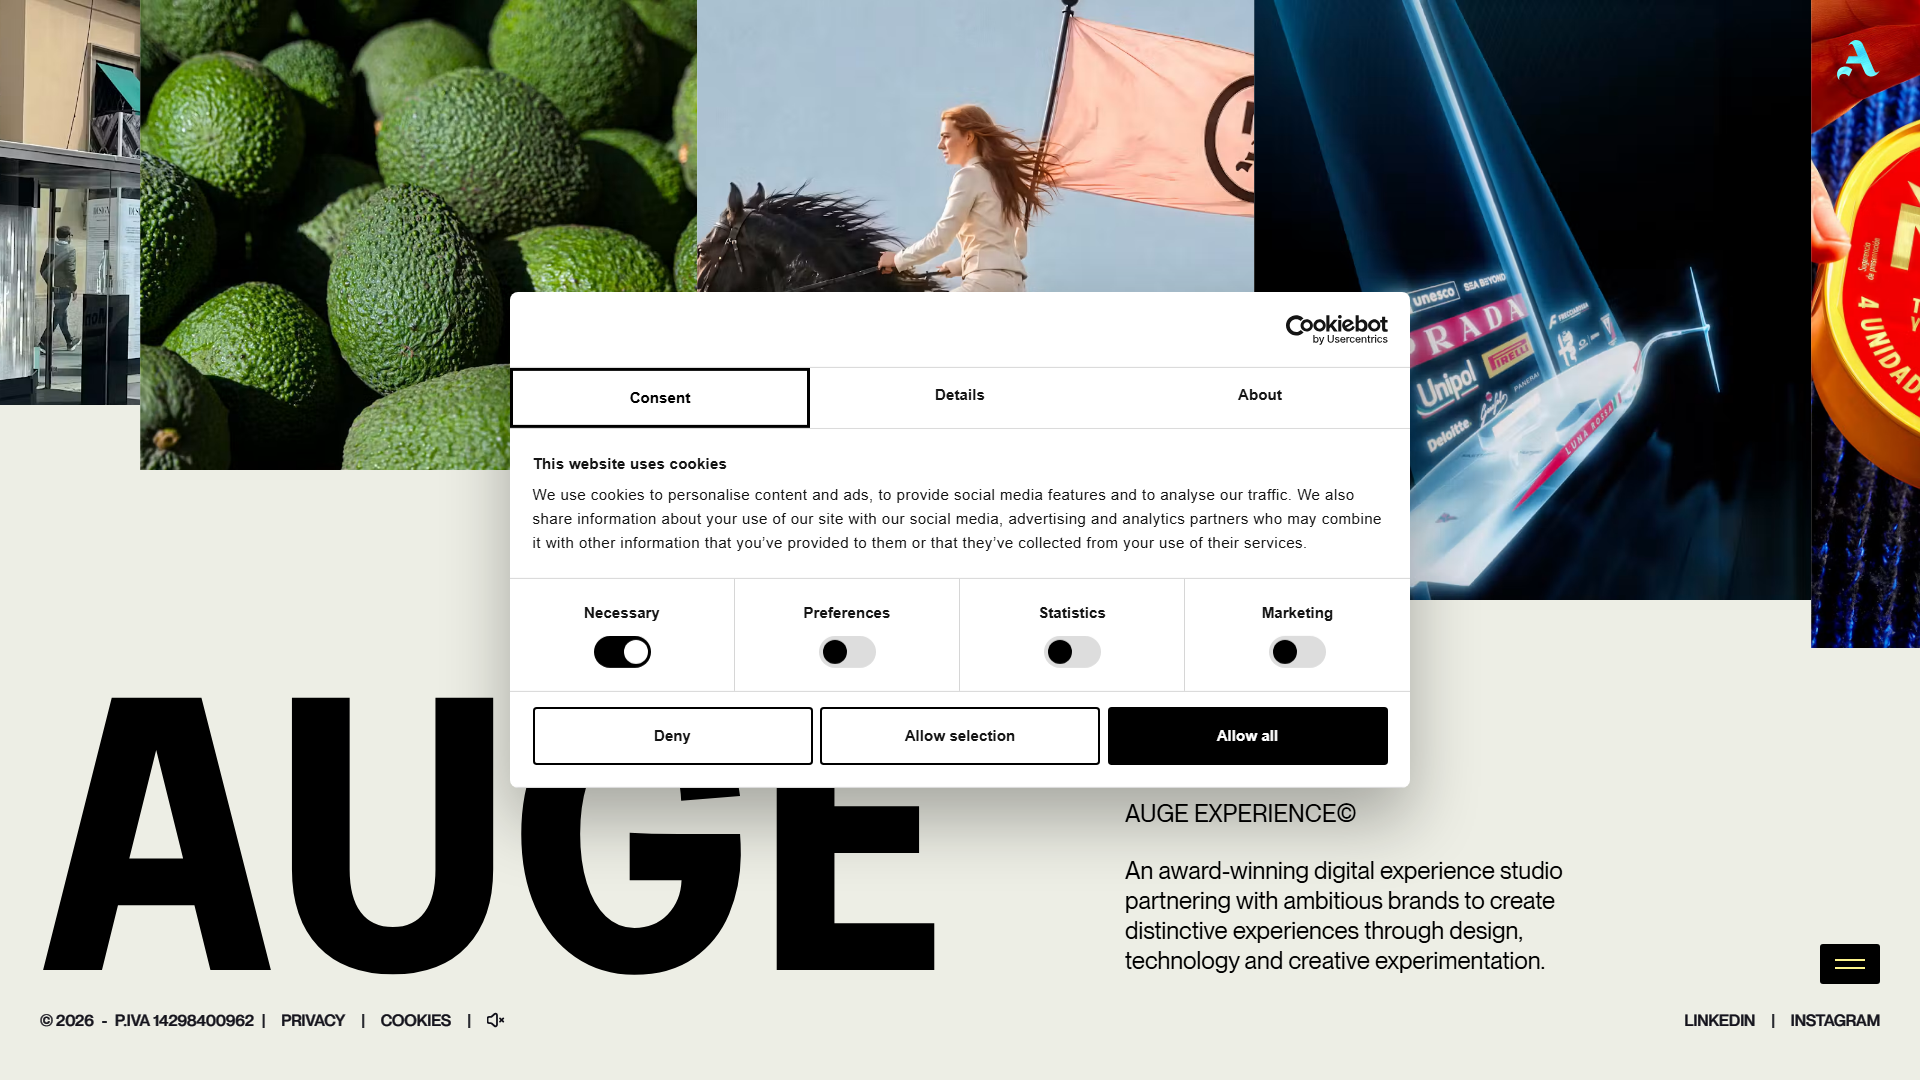 unesco
SEA BEYOND
PRADA
PIRELLI
Unipol
PANERAI
Deloitte.
LUNA ROSSA
4 UNIDAD
Cookiebot
by Usercentrics
Consent
Details
About
This website uses cookies
We use cookies to personalise content and ads, to provide social media features and to analyse our traffic. We also
share information about your use of our site with our social media, advertising and analytics partners who may combine
it with other information that you’ve provided to them or that they’ve collected from your use of their services.
Necessary
Preferences
Statistics
Marketing
Deny
Allow selection
Allow all
AUGE
AUGE EXPERIENCE©
An award-winning digital experience studio
partnering with ambitious brands to create
distinctive experiences through design,
technology and creative experimentation.
© 2026 - P.IVA 14298400962 | PRIVACY | COOKIES |
LINKEDIN | INSTAGRAM